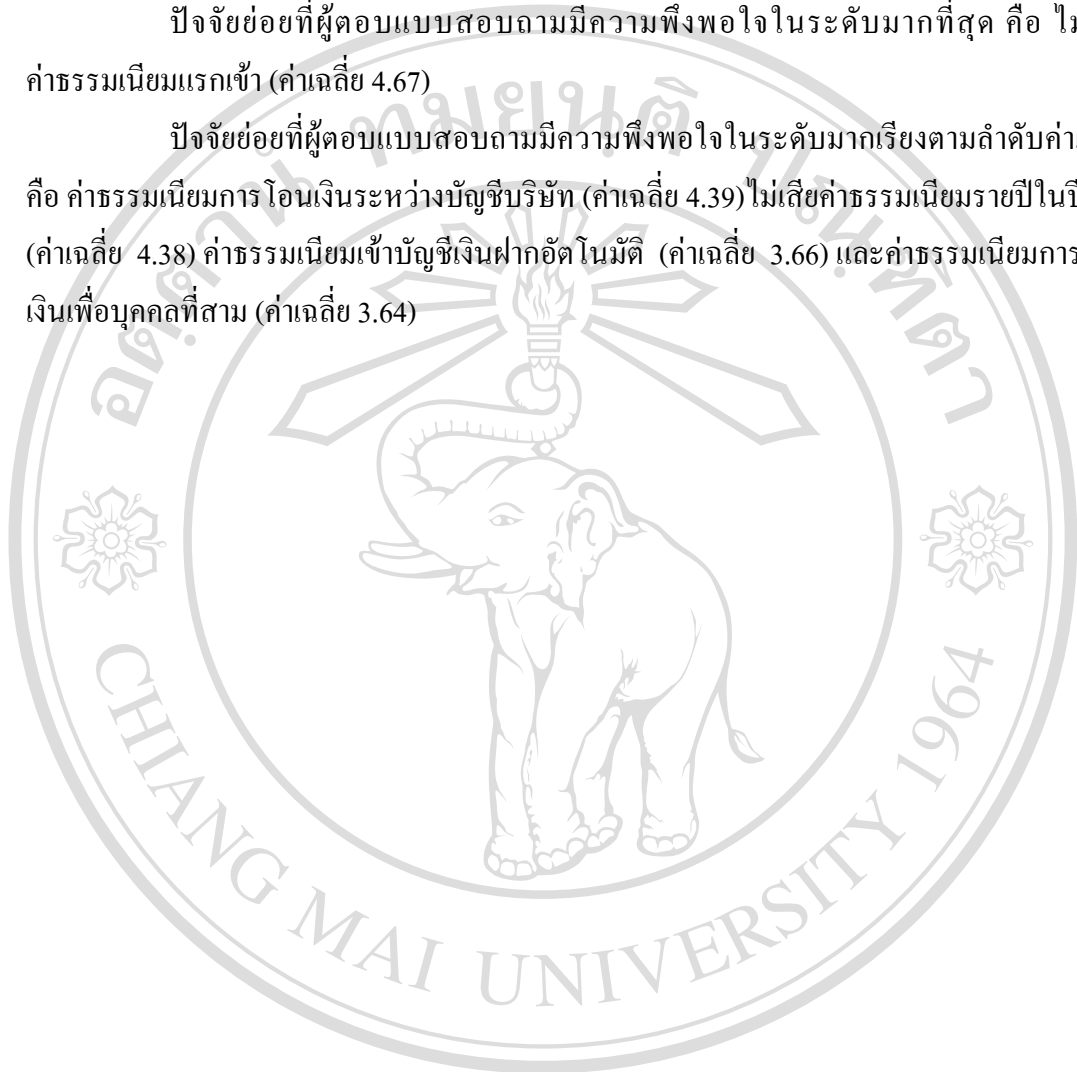 ปัจจัยย่อยที่ผู้ตอบแบบสอบถามมีความพึงพอใจในระดับมากที่สุด คือ
ค่าธรรมเนียมแรกเข้า (ค่าเฉลี่ย 4.67)
ปัจจัยย่อยที่ผู้ตอบแบบสอบถามมีความพึงพอใจในระดับมากเรียงตามลำดับ
คือ ค่าธรรมเนียมการโอนเงินระหว่างบัญชีบริษัท (ค่าเฉลี่ย 4.39) ไม่เสียค่าธรรมเนียมรายปีใน
(ค่าเฉลี่ย 4.38) ค่าธรรมเนียมเข้าบัญชีเงินฝากอัตโนมัติ (ค่าเฉลี่ย 3.66) และค่าธรรมเนียมการ
เงินเพื่อบุคคลที่สาม (ค่าเฉลี่ย 3.64)
อตฺตานํ ทมยนฺติ ปณฺฑิตา
CHIANG MAI UNIVERSITY 1964